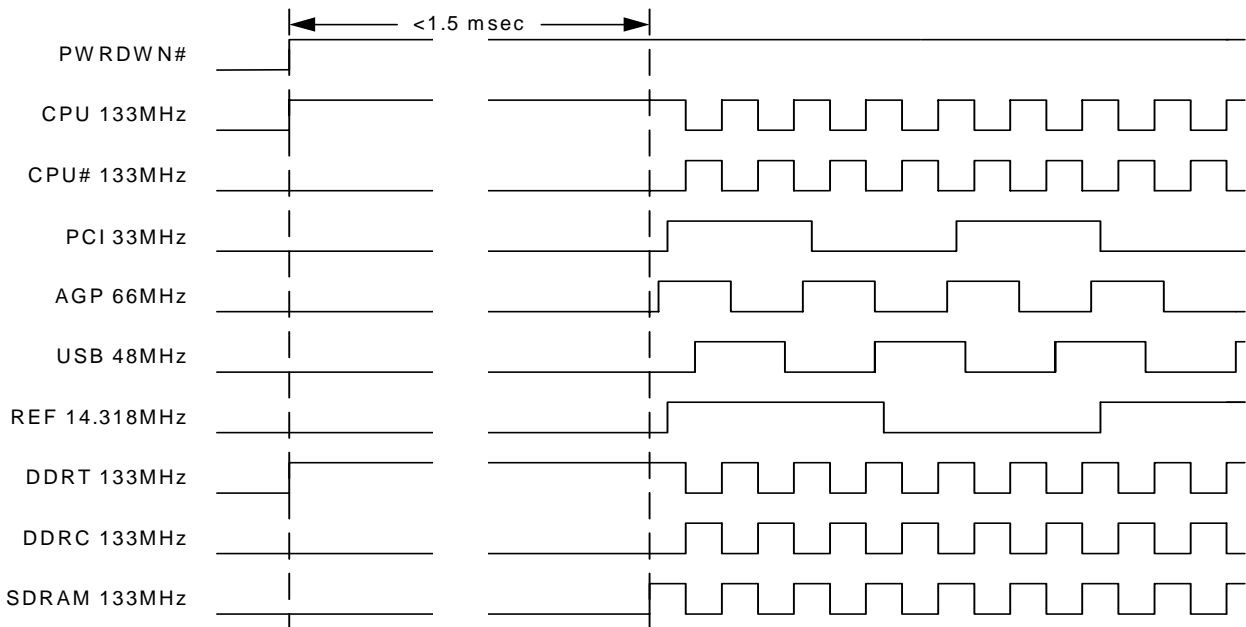 <1.5 msec
PWRDWN#
CPU 133MHz
CPU# 133MHz
PCI 33MHz
AGP 66MHz
USB 48MHz
REF 14.318MHz
DDRT 133MHz
DDRC 133MHz
SDRAM 133MHz